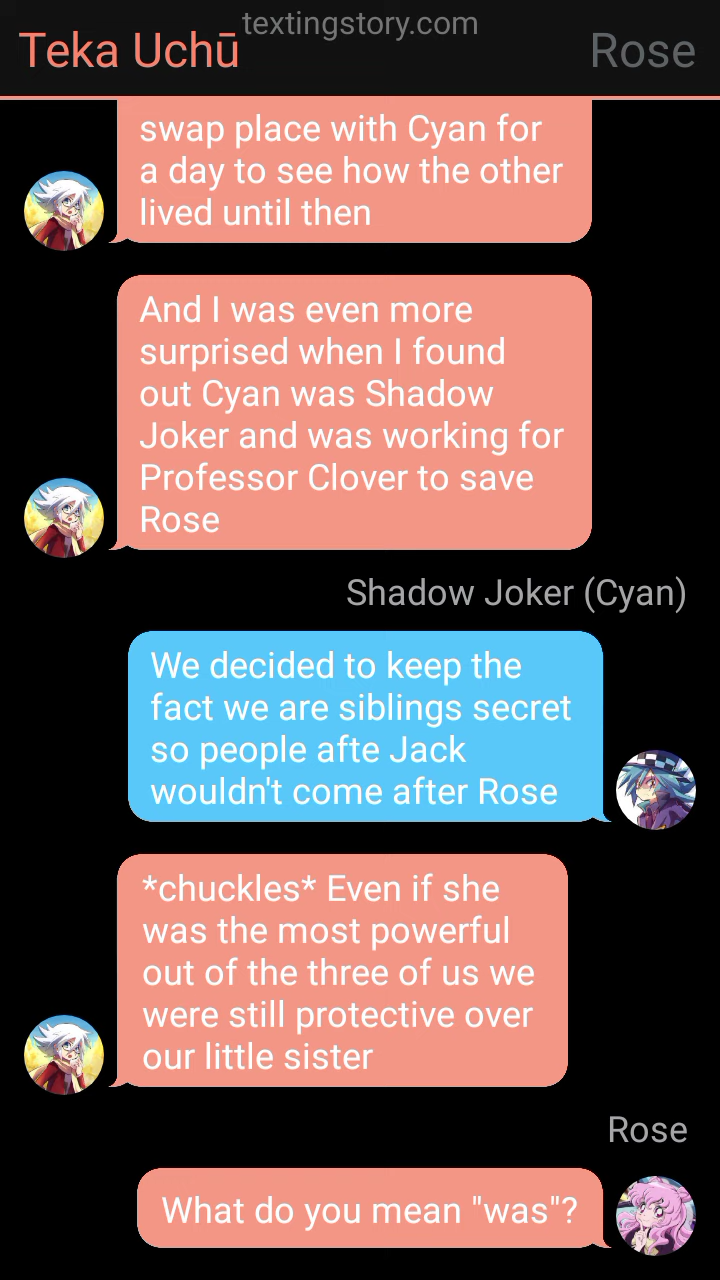 textingstory.com
Teka Uchū
Rose
swap place with Cyan for
a day to see how the other
lived until then
And I was even more
surprised when I found
out Cyan was Shadow
Joker and was working for
Professor Clover to save
Rose
Shadow Joker (Cyan)
We decided to keep the
fact we are siblings secret
so people afte Jack
wouldn't come after Rose
*chuckles* Even if she
was the most powerful
out of the three of us we
were still protective over
our little sister
Rose
What do you mean "was"?